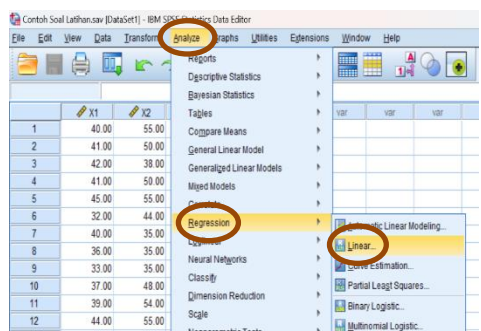 Contoh Soal Latihan.sav [DataSet1] - IBM SPSS Statistics Data Editor
File Edit View Data Transform Analyze Graphs Utilities Extensions Window Help
Reports
Descriptive Statistics
Bayesian Statistics
X1 X2 Tables var var var
1 40.00 55.00 Compare Means
2 41.00 50.00 General Linear Model
3 42.00 38.00 Generalized Linear Models
4 41.00 50.00 Mixed Models
5 45.00 55.00
6 32.00 44.00 Regression Linear Modeling...
7 40.00 35.00 Linear...
8 36.00 35.00 Neural Networks Estimation...
9 33.00 35.00 Classify Partial Least Squares...
10 37.00 48.00 Dimension Reduction
11 39.00 54.00 Scale Binary Logistic...
12 44.00 55.00 Multinomial Logistic...